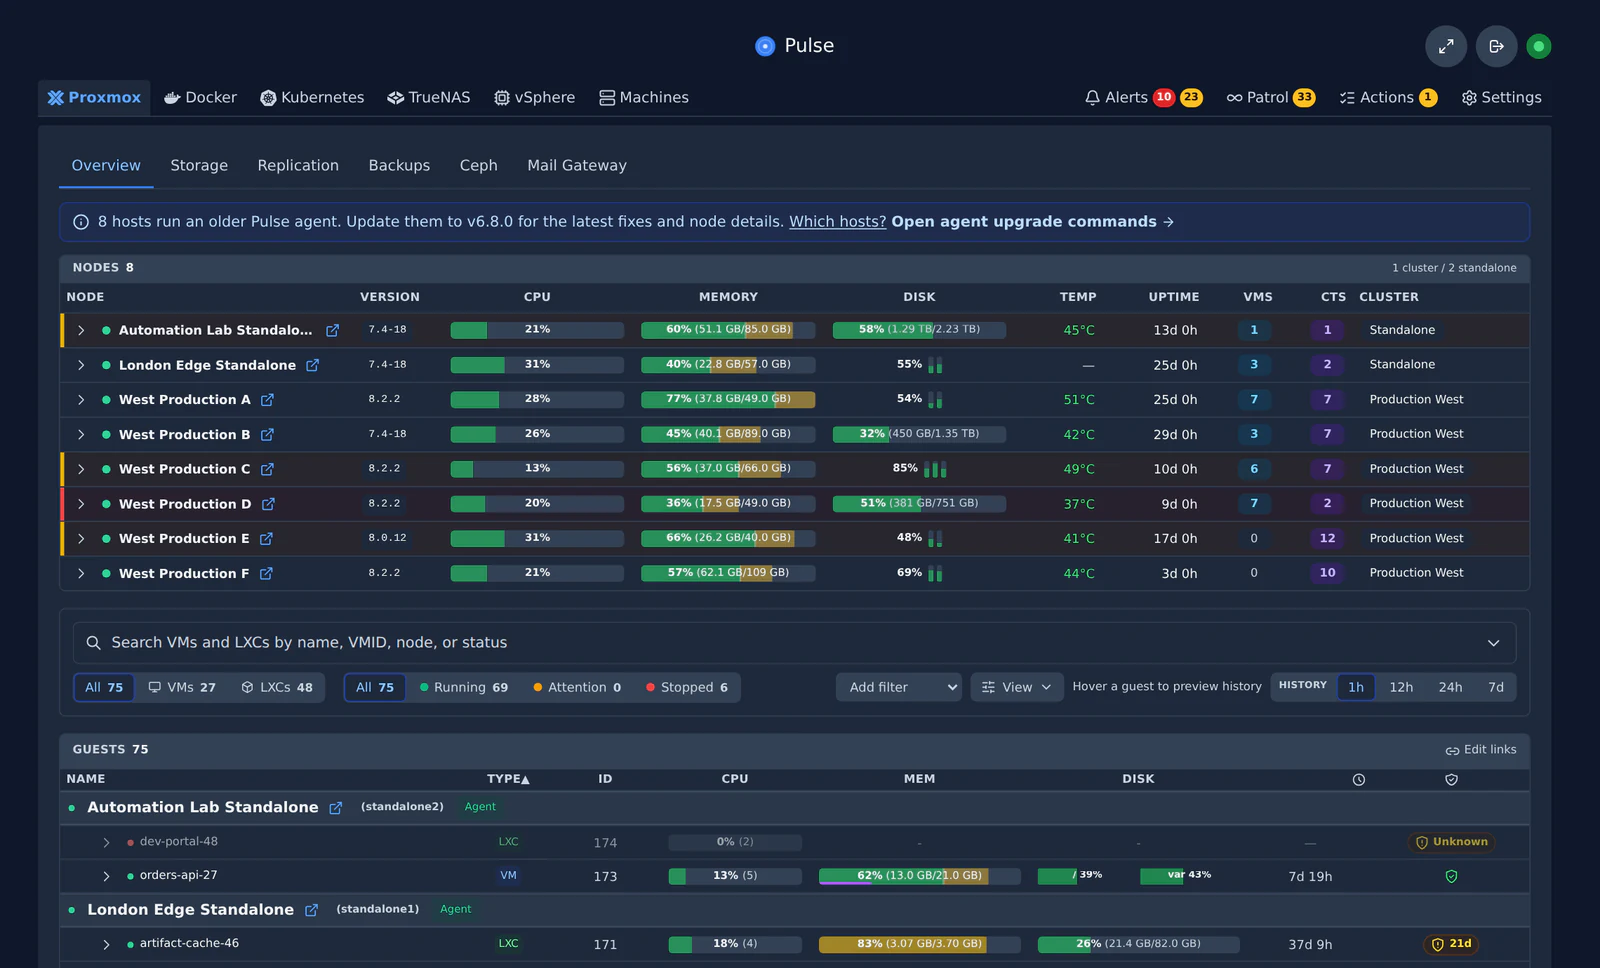 Pulse
Proxmox Docker Kubernetes TrueNAS vSphere Machines Alerts 10 23 Patrol 33 Actions 1 Settings
Overview Storage Replication Backups Ceph Mail Gateway
8 hosts run an older Pulse agent. Update them to v6.8.0 for the latest fixes and node details. Which hosts? Open agent upgrade commands →
NODES 8 1 cluster / 2 standalone
NODE VERSION CPU MEMORY DISK TEMP UPTIME VMS CTS CLUSTER
Automation Lab Standalo... 7.4-18 21% 60% (51.1 GB/85.0 GB) 58% (1.29 TB/2.23 TB) 45°C 13d 0h 1 1 Standalone
London Edge Standalone 7.4-18 31% 40% (22.8 GB/57.0 GB) 55% — 25d 0h 3 2 Standalone
West Production A 8.2.2 28% 77% (37.8 GB/49.0 GB) 54% 51°C 25d 0h 7 7 Production West
West Production B 7.4-18 26% 45% (40.1 GB/89.0 GB) 32% (450 GB/1.35 TB) 42°C 29d 0h 3 7 Production West
West Production C 8.2.2 13% 56% (37.0 GB/66.0 GB) 85% 49°C 10d 0h 6 7 Production West
West Production D 8.2.2 20% 36% (17.5 GB/49.0 GB) 51% (381 GB/751 GB) 37°C 9d 0h 7 2 Production West
West Production E 8.0.12 31% 66% (26.2 GB/40.0 GB) 48% 41°C 17d 0h 0 12 Production West
West Production F 8.2.2 21% 57% (62.1 GB/109 GB) 69% 44°C 3d 0h 0 10 Production West
Search VMs and LXCs by name, VMID, node, or status
All 75 VMs 27 LXCs 48 All 75 Running 69 Attention 0 Stopped 6 Add filter View Hover a guest to preview history HISTORY 1h 12h 24h 7d
GUESTS 75 Edit links
NAME TYPE▲ ID CPU MEM DISK
Automation Lab Standalone (standalone2) Agent
dev-portal-48 LXC 174 0% (2) - - — Unknown
orders-api-27 VM 173 13% (5) 62% (13.0 GB/21.0 GB) / 39% var 43% 7d 19h
London Edge Standalone (standalone1) Agent
artifact-cache-46 LXC 171 18% (4) 83% (3.07 GB/3.70 GB) 26% (21.4 GB/82.0 GB) 37d 9h 21d